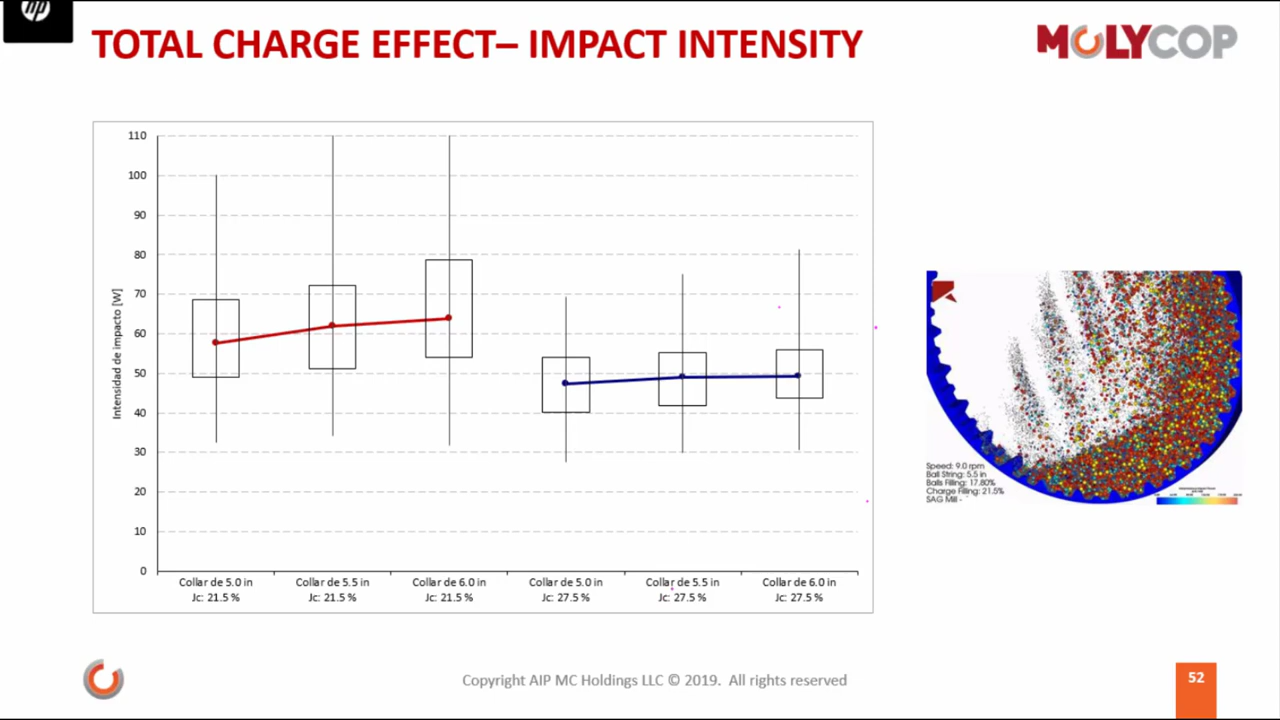 hp
TOTAL CHARGE EFFECT– IMPACT INTENSITY
MOLYCOP
Intensidad de impacto [W]
110
100
90
80
70
60
50
40
30
20
10
0
Collar de 5.0 in
Jc: 21.5 %
Collar de 5.5 in
Jc: 21.5 %
Collar de 6.0 in
Jc: 21.5 %
Collar de 5.0 in
Jc: 27.5 %
Collar de 5.5 in
Jc: 27.5 %
Collar de 6.0 in
Jc: 27.5 %
Speed: 9.0 rpm
Ball String: 5.5 in
Balls Filling: 17.80%
Charge Filling: 21.5%
SAG Mill -
Copyright AIP MC Holdings LLC © 2019. All rights reserved
52